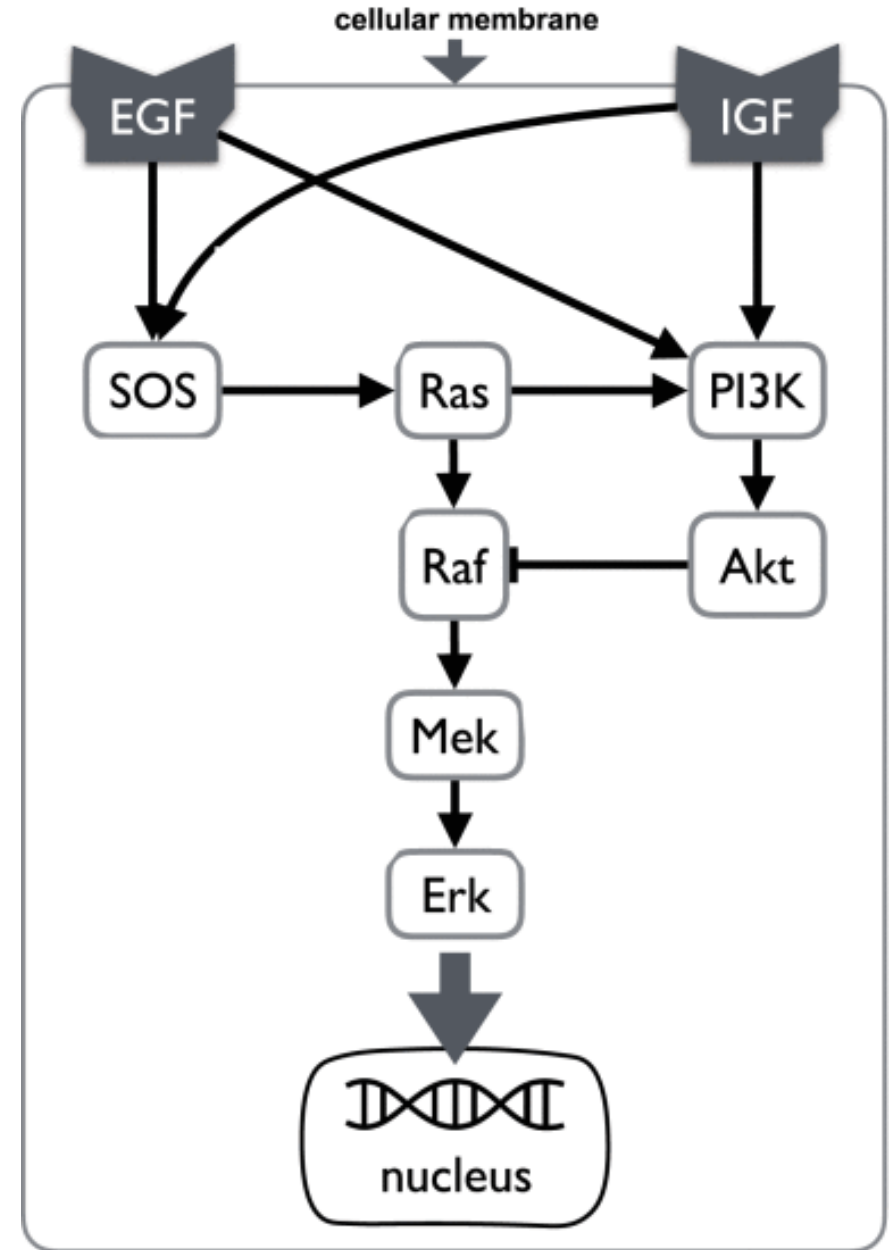 cellular membrane
EGF
IGF
SOS
Ras
PI3K
Raf
Akt
Mek
Erk
nucleus